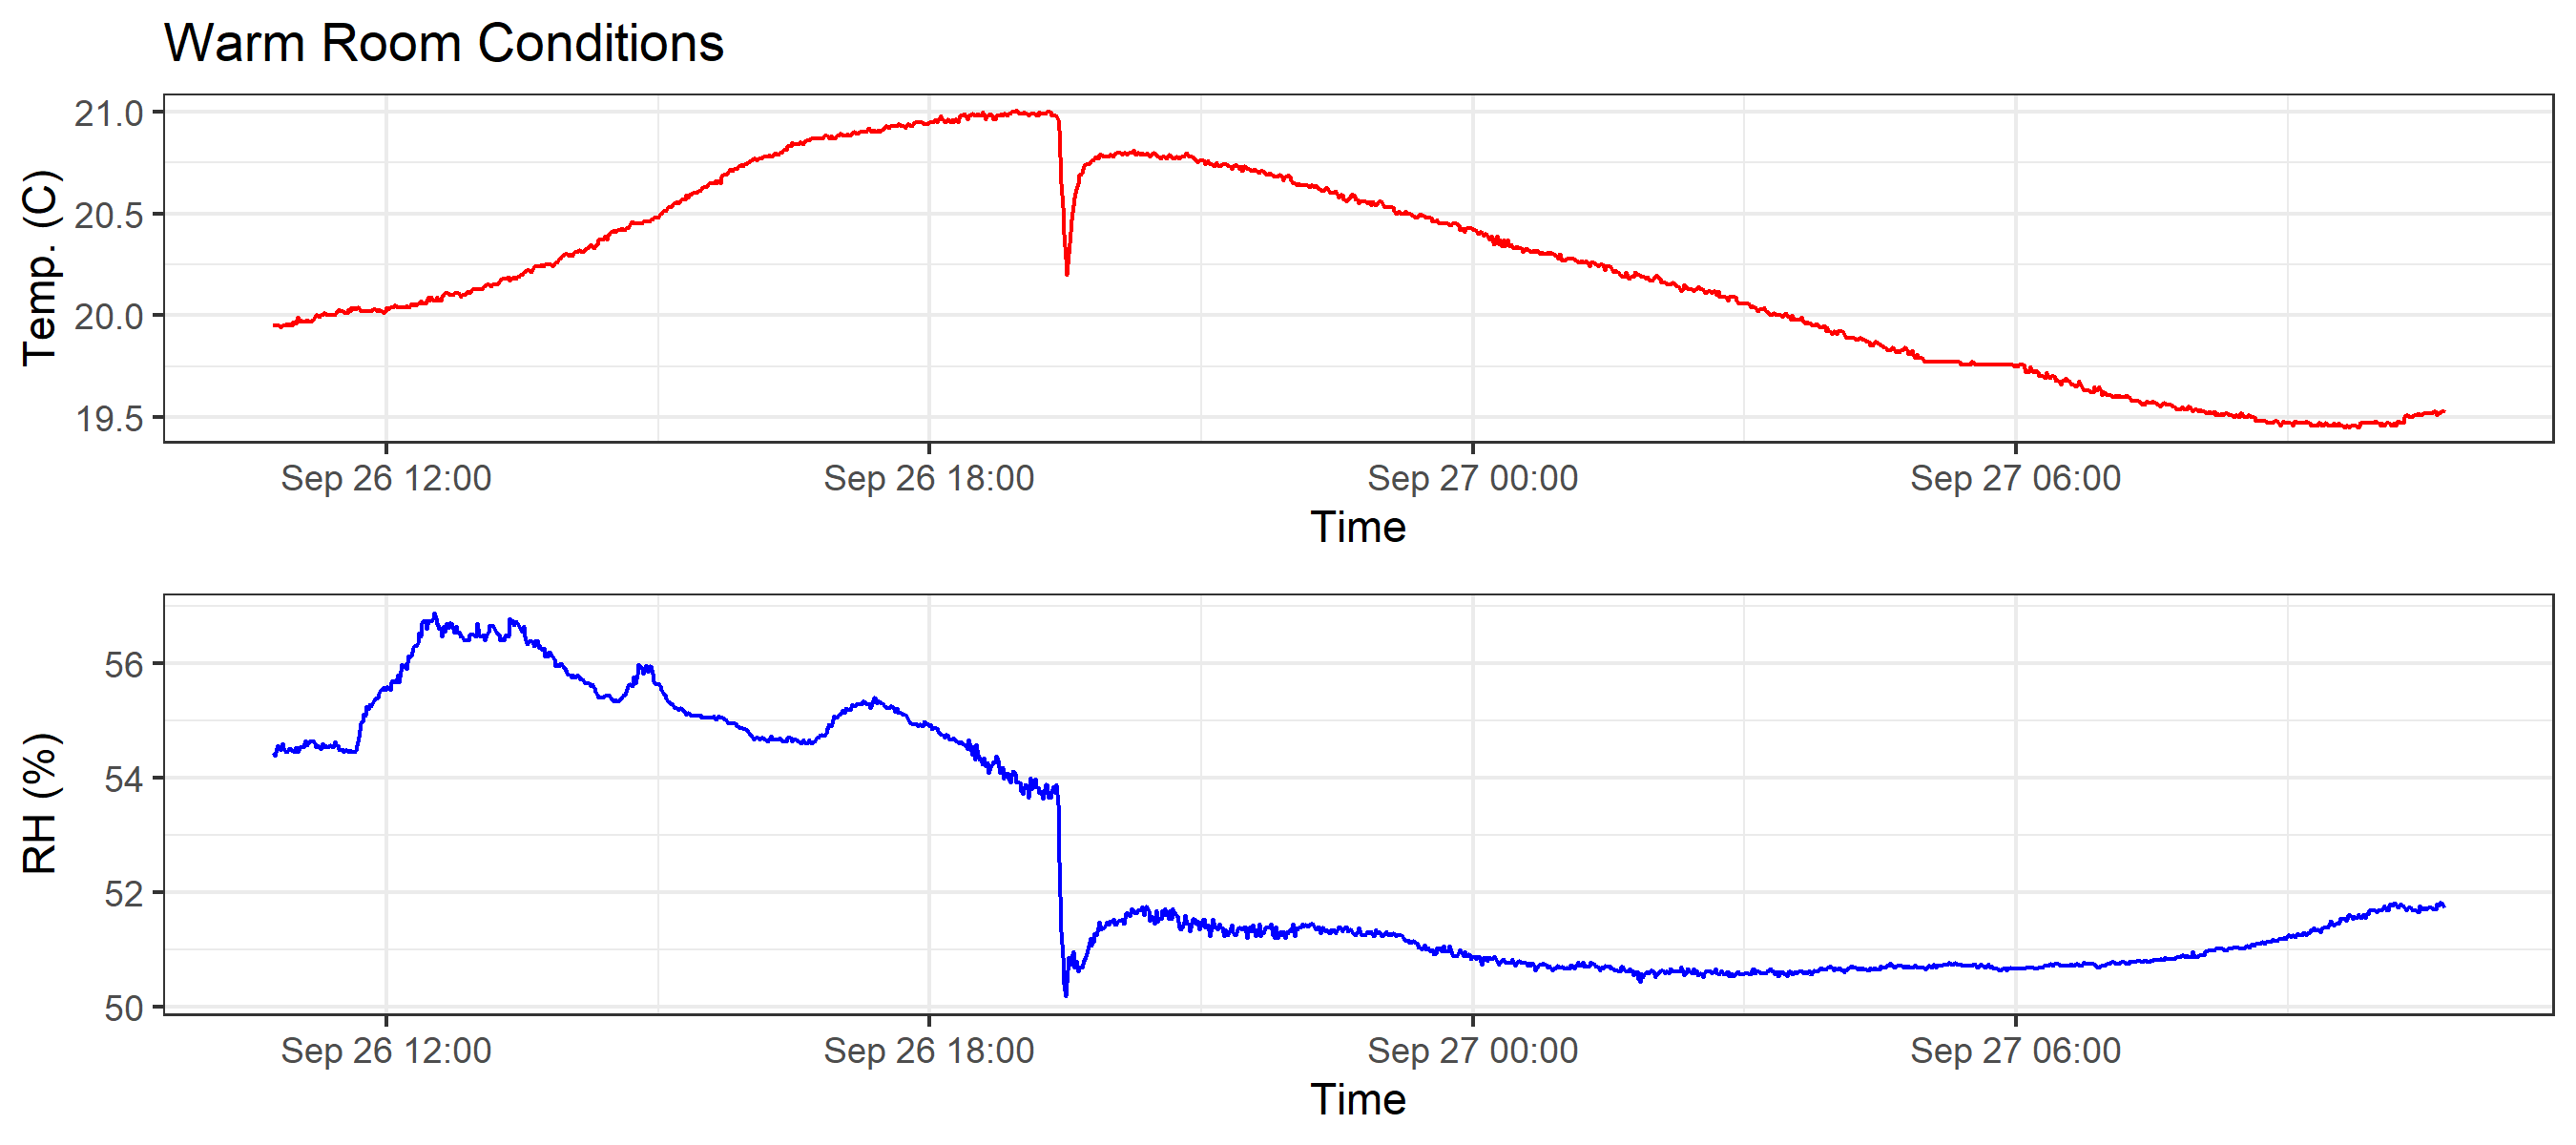 Warm Room Conditions
Temp. (C)
21.0
20.5
20.0
19.5
Sep 26 12:00 Sep 26 18:00 Sep 27 00:00 Sep 27 06:00
Time
RH (%)
56
54
52
50
Sep 26 12:00 Sep 26 18:00 Sep 27 00:00 Sep 27 06:00
Time